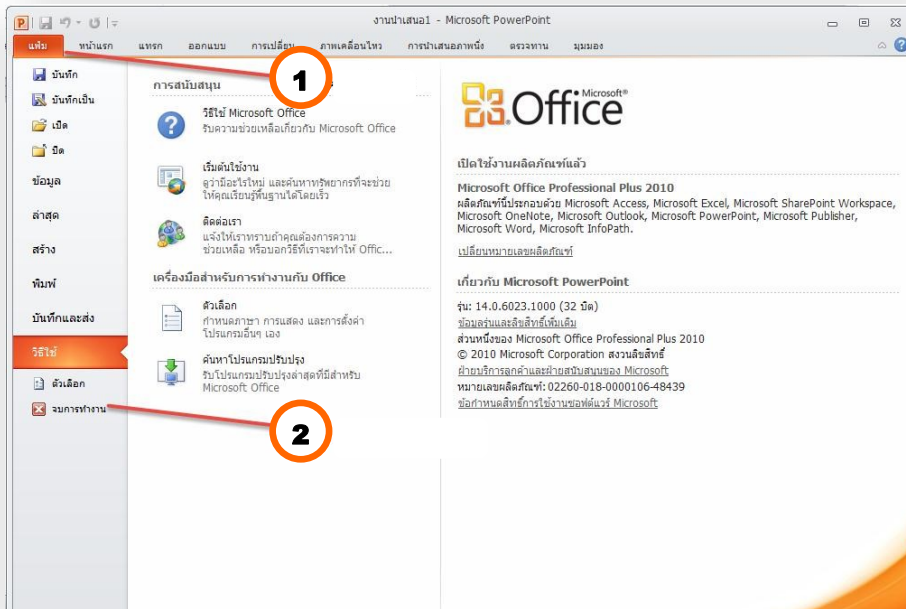 งานนำเสนอ1 - Microsoft PowerPoint
แฟ้ม หน้าแรก แทรก ออกแบบ การเปลี่ยน ภาพเคลื่อนไหว การนำเสนอภาพนิ่ง ตรวจทาน มุมมอง
บันทึก
บันทึกเป็น
เปิด
ปิด
ข้อมูล
ล่าสุด
สร้าง
พิมพ์
บันทึกและส่ง
วิธีใช้
ตัวเลือก
จบการทำงาน
1
2
การสนับสนุน
วิธีใช้ Microsoft Office
รับความช่วยเหลือเกี่ยวกับ Microsoft Office
เริ่มต้นใช้งาน
ดูว่ามีอะไรใหม่ และค้นหาทรัพยากรที่จะช่วย
ให้คุณเรียนรู้พื้นฐานได้โดยเร็ว
ติดต่อเรา
แจ้งให้เราทราบถ้าคุณต้องการความ
ช่วยเหลือ หรือบอกวิธีที่เราจะทำให้ Offic...
เครื่องมือสำหรับการทำงานกับ Office
ตัวเลือก
กำหนดภาษา การแสดง และการตั้งค่า
โปรแกรมอื่นๆ เอง
ค้นหาโปรแกรมปรับปรุง
รับโปรแกรมปรับปรุงล่าสุดที่มีสำหรับ
Microsoft Office
Microsoft®
Office
เปิดใช้งานผลิตภัณฑ์แล้ว
Microsoft Office Professional Plus 2010
ผลิตภัณฑ์นี้ประกอบด้วย Microsoft Access, Microsoft Excel, Microsoft SharePoint Workspace,
Microsoft OneNote, Microsoft Outlook, Microsoft PowerPoint, Microsoft Publisher,
Microsoft Word, Microsoft InfoPath.
เปลี่ยนหมายเลขผลิตภัณฑ์
เกี่ยวกับ Microsoft PowerPoint
รุ่น: 14.0.6023.1000 (32 บิต)
ข้อมูลรุ่นและลิขสิทธิ์เพิ่มเติม
ส่วนหนึ่งของ Microsoft Office Professional Plus 2010
© 2010 Microsoft Corporation สงวนลิขสิทธิ์
ฝ่ายบริการลูกค้าและฝ่ายสนับสนุนของ Microsoft
หมายเลขผลิตภัณฑ์: 02260-018-0000106-48439
ข้อกำหนดสิทธิ์การใช้งานซอฟต์แวร์ Microsoft